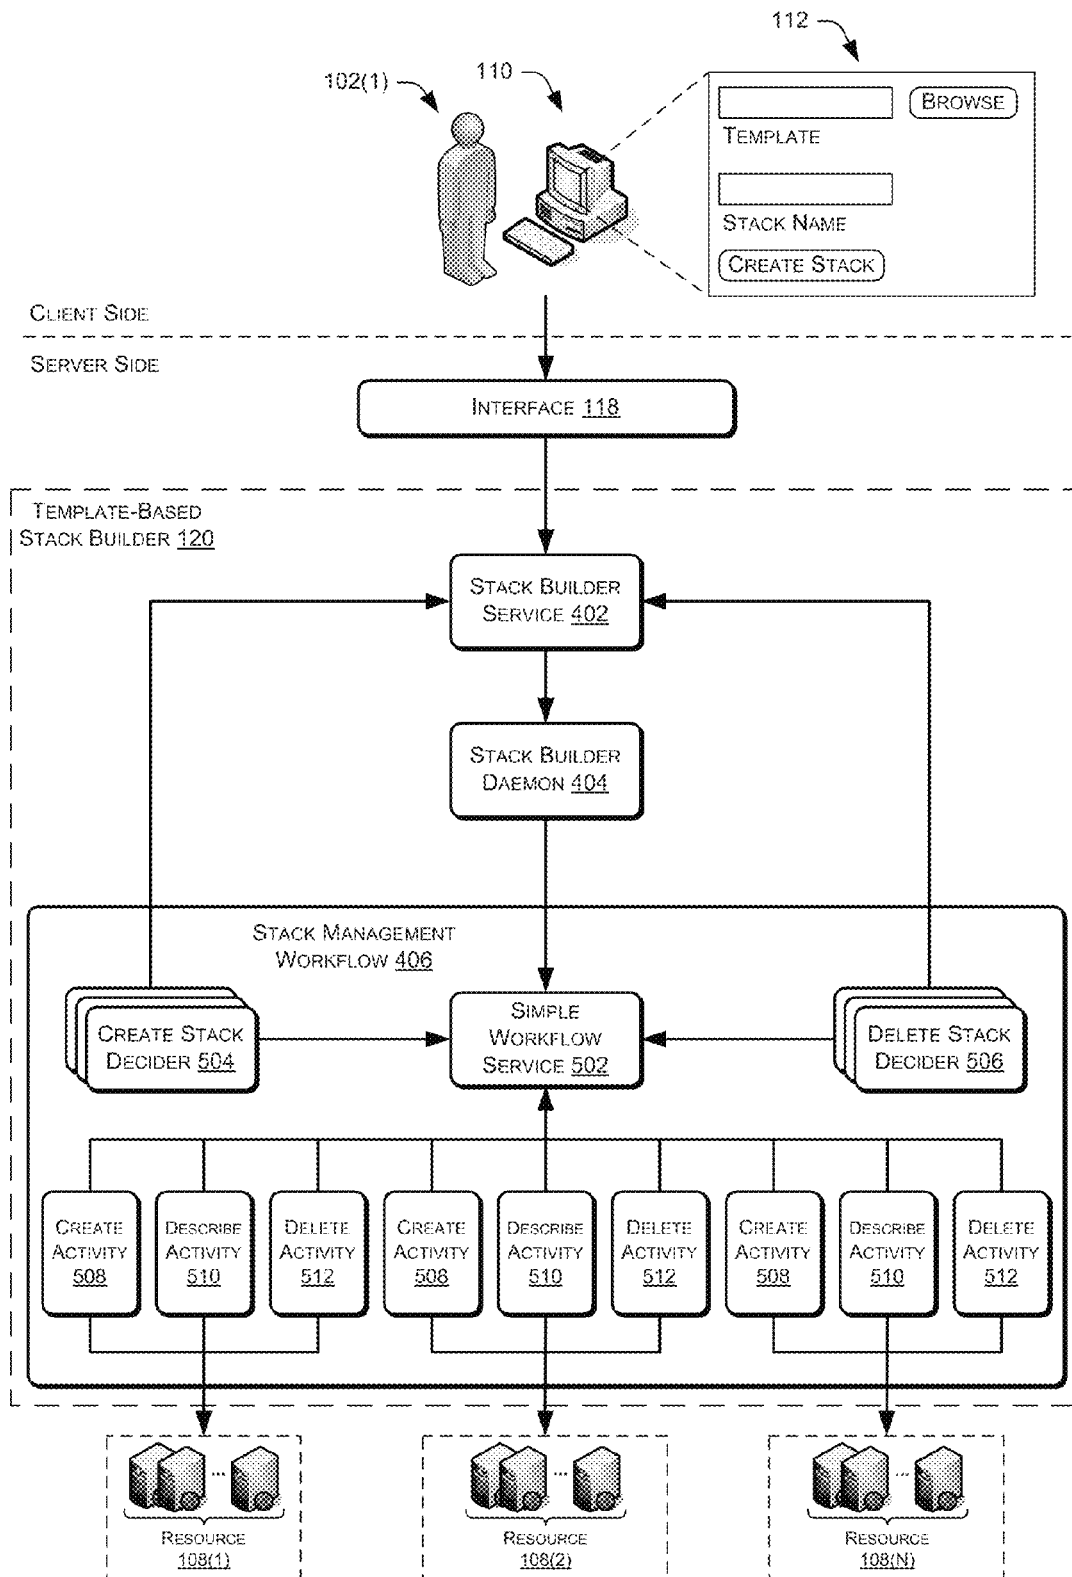 112
102(1)
110
BROWSE
TEMPLATE
STACK NAME
CREATE STACK
CLIENT SIDE
SERVER SIDE
INTERFACE 118
TEMPLATE-BASED
STACK BUILDER 120
STACK BUILDER
SERVICE 402
STACK BUILDER
DAEMON 404
STACK MANAGEMENT
WORKFLOW 406
CREATE STACK
DECIDER 504
SIMPLE
WORKFLOW
SERVICE 502
DELETE STACK
DECIDER 506
CREATE
ACTIVITY
508
DESCRIBE
ACTIVITY
510
DELETE
ACTIVITY
512
CREATE
ACTIVITY
508
DESCRIBE
ACTIVITY
510
DELETE
ACTIVITY
512
CREATE
ACTIVITY
508
DESCRIBE
ACTIVITY
510
DELETE
ACTIVITY
512
...
RESOURCE
108(1)
...
RESOURCE
108(2)
...
RESOURCE
108(N)